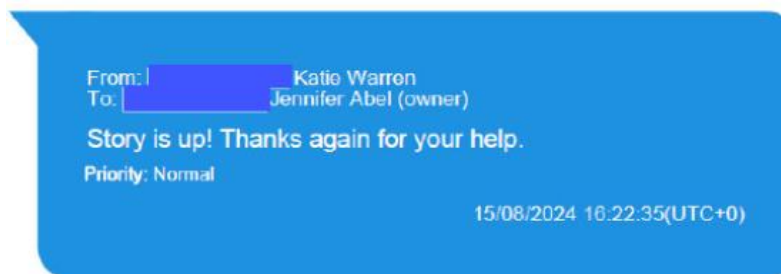 From: Katie Warren
To: Jennifer Abel (owner)
Story is up! Thanks again for your help.
Priority: Normal
15/08/2024 16:22:35(UTC+0)